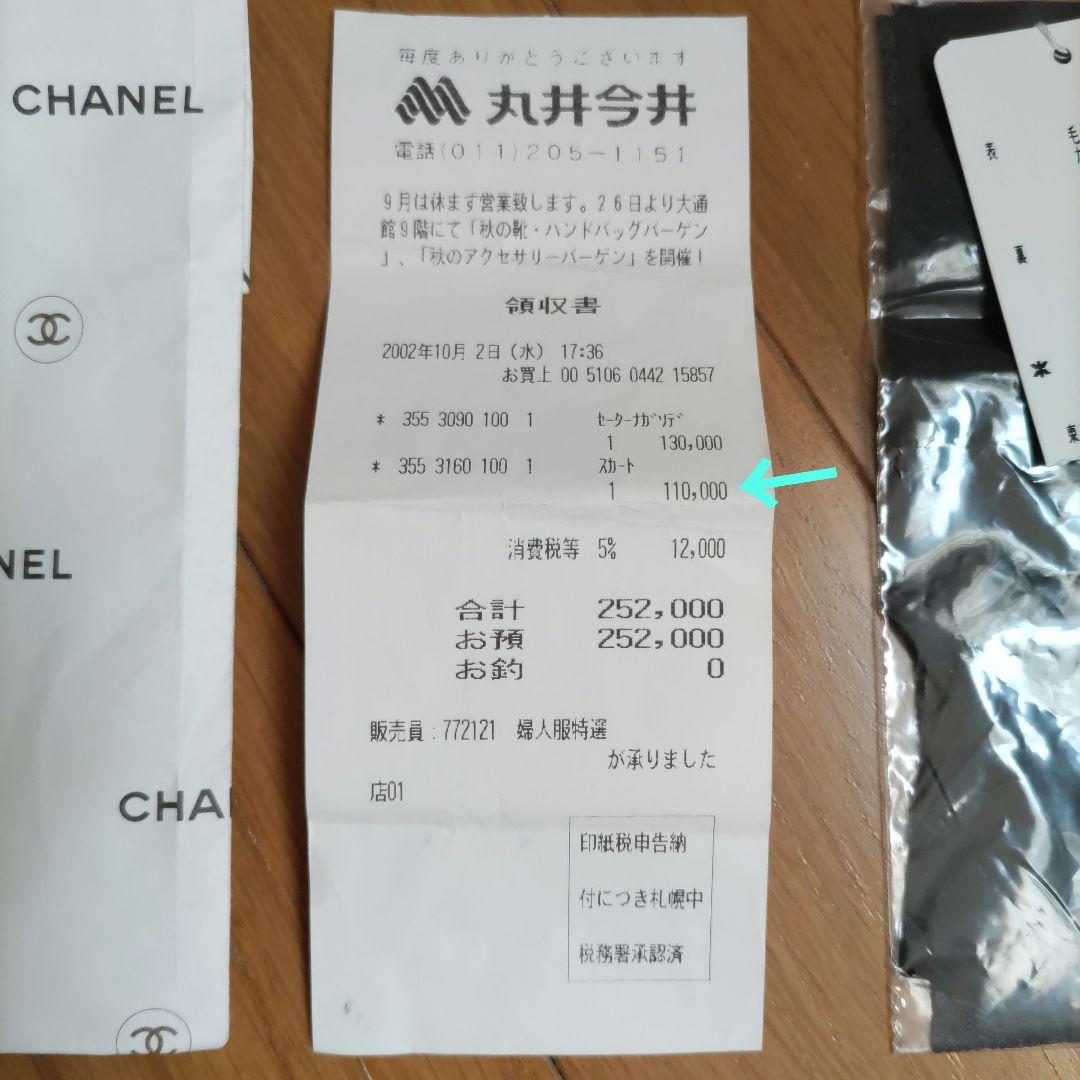 CHANEL
NEL
CHA
毎度ありがとうございます
丸井今井
電話(011)205-1151
9月は休まず営業致します。26日より大通
館9階にて「秋の靴・ハンドバッグバーゲン
」、「秋のアクセサリーバーゲン」を開催！
領収書
2002年10月 2日(水) 17:36
お買上 00 5106 0442 15857
* 355 3090 100 1 ｾｰﾀｰﾅｶﾞｿﾃﾞ
1 130,000
* 355 3160 100 1 ｽｶｰﾄ
1 110,000
消費税等 5% 12,000
合計 252,000
お預 252,000
お釣 0
販売員:772121 婦人服特選
が承りました
店01
印紙税申告納
付につき札幌中
税務署承認済
表
毛
裏